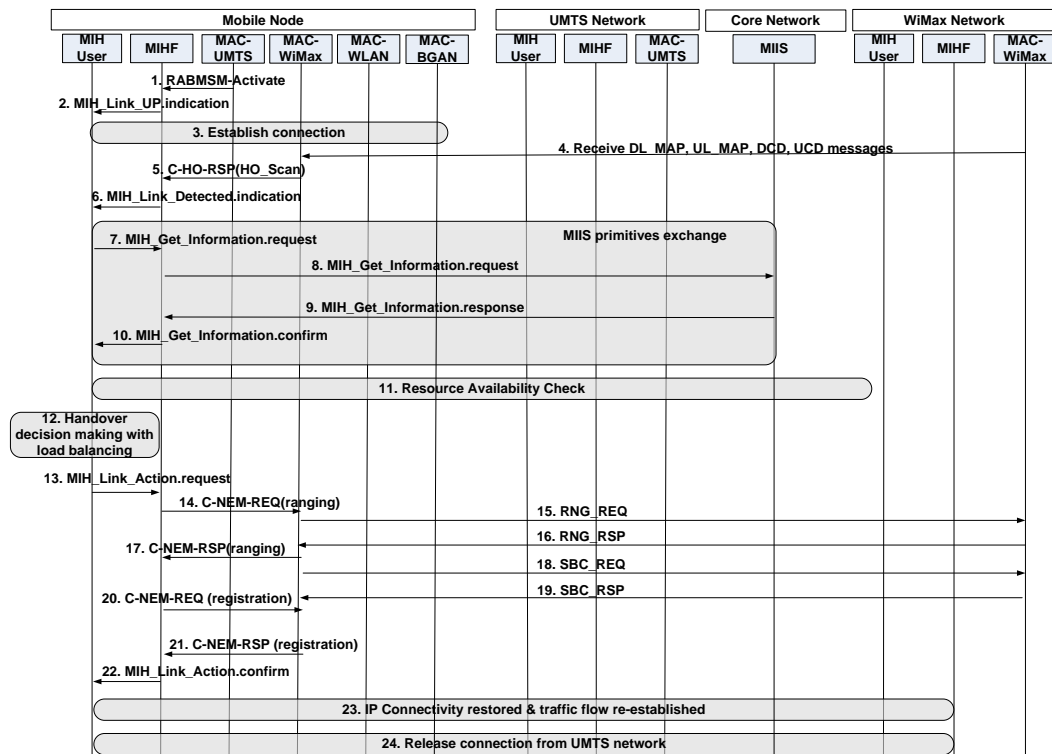 Mobile Node
UMTS Network
Core Network
WiMax Network
MIH User
MIHF
MAC-UMTS
MAC-WiMax
MAC-WLAN
MAC-BGAN
MIH User
MIHF
MAC-UMTS
MIIS
MIH User
MIHF
MAC-WiMax
1. RABMSM-Activate
2. MIH_Link_UP.indication
3. Establish connection
4. Receive DL_MAP, UL_MAP, DCD, UCD messages
5. C-HO-RSP(HO_Scan)
6. MIH_Link_Detected.indication
7. MIH_Get_Information.request
MIIS primitives exchange
8. MIH_Get_Information.request
9. MIH_Get_Information.response
10. MIH_Get_Information.confirm
11. Resource Availability Check
12. Handover
decision making with
load balancing
13. MIH_Link_Action.request
14. C-NEM-REQ(ranging)
15. RNG_REQ
16. RNG_RSP
17. C-NEM-RSP(ranging)
18. SBC_REQ
19. SBC_RSP
20. C-NEM-REQ (registration)
21. C-NEM-RSP (registration)
22. MIH_Link_Action.confirm
23. IP Connectivity restored & traffic flow re-established
24. Release connection from UMTS network